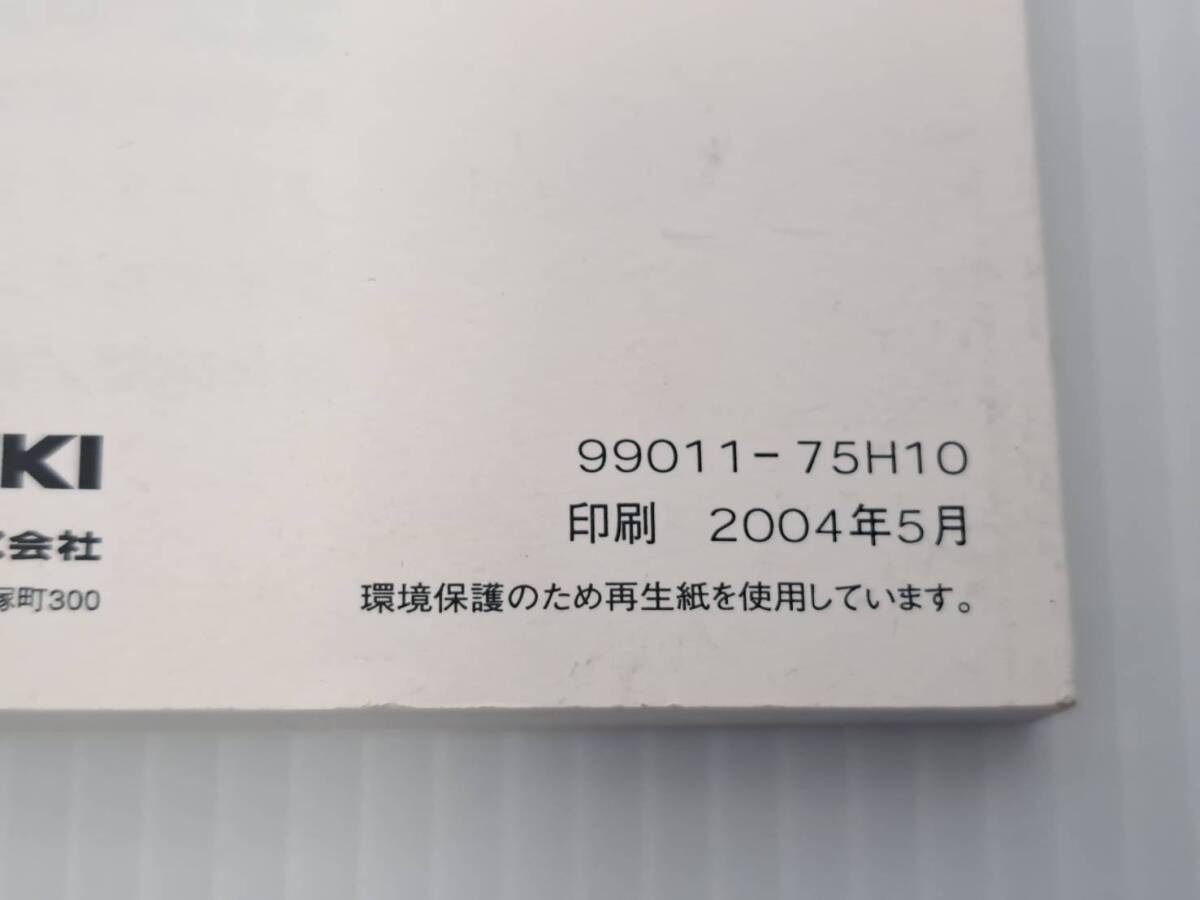 KI
99011-75H10
会社
印刷 2004年5月
塚町300
環境保護のため再生紙を使用しています。